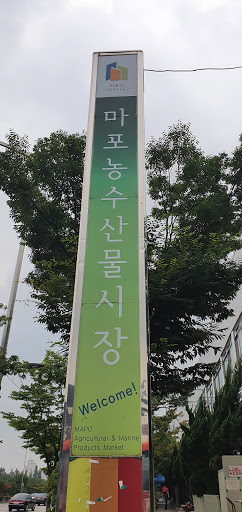 마포농수산물시장
Welcome!
MAPO
Agricultural & Marine
Products Market